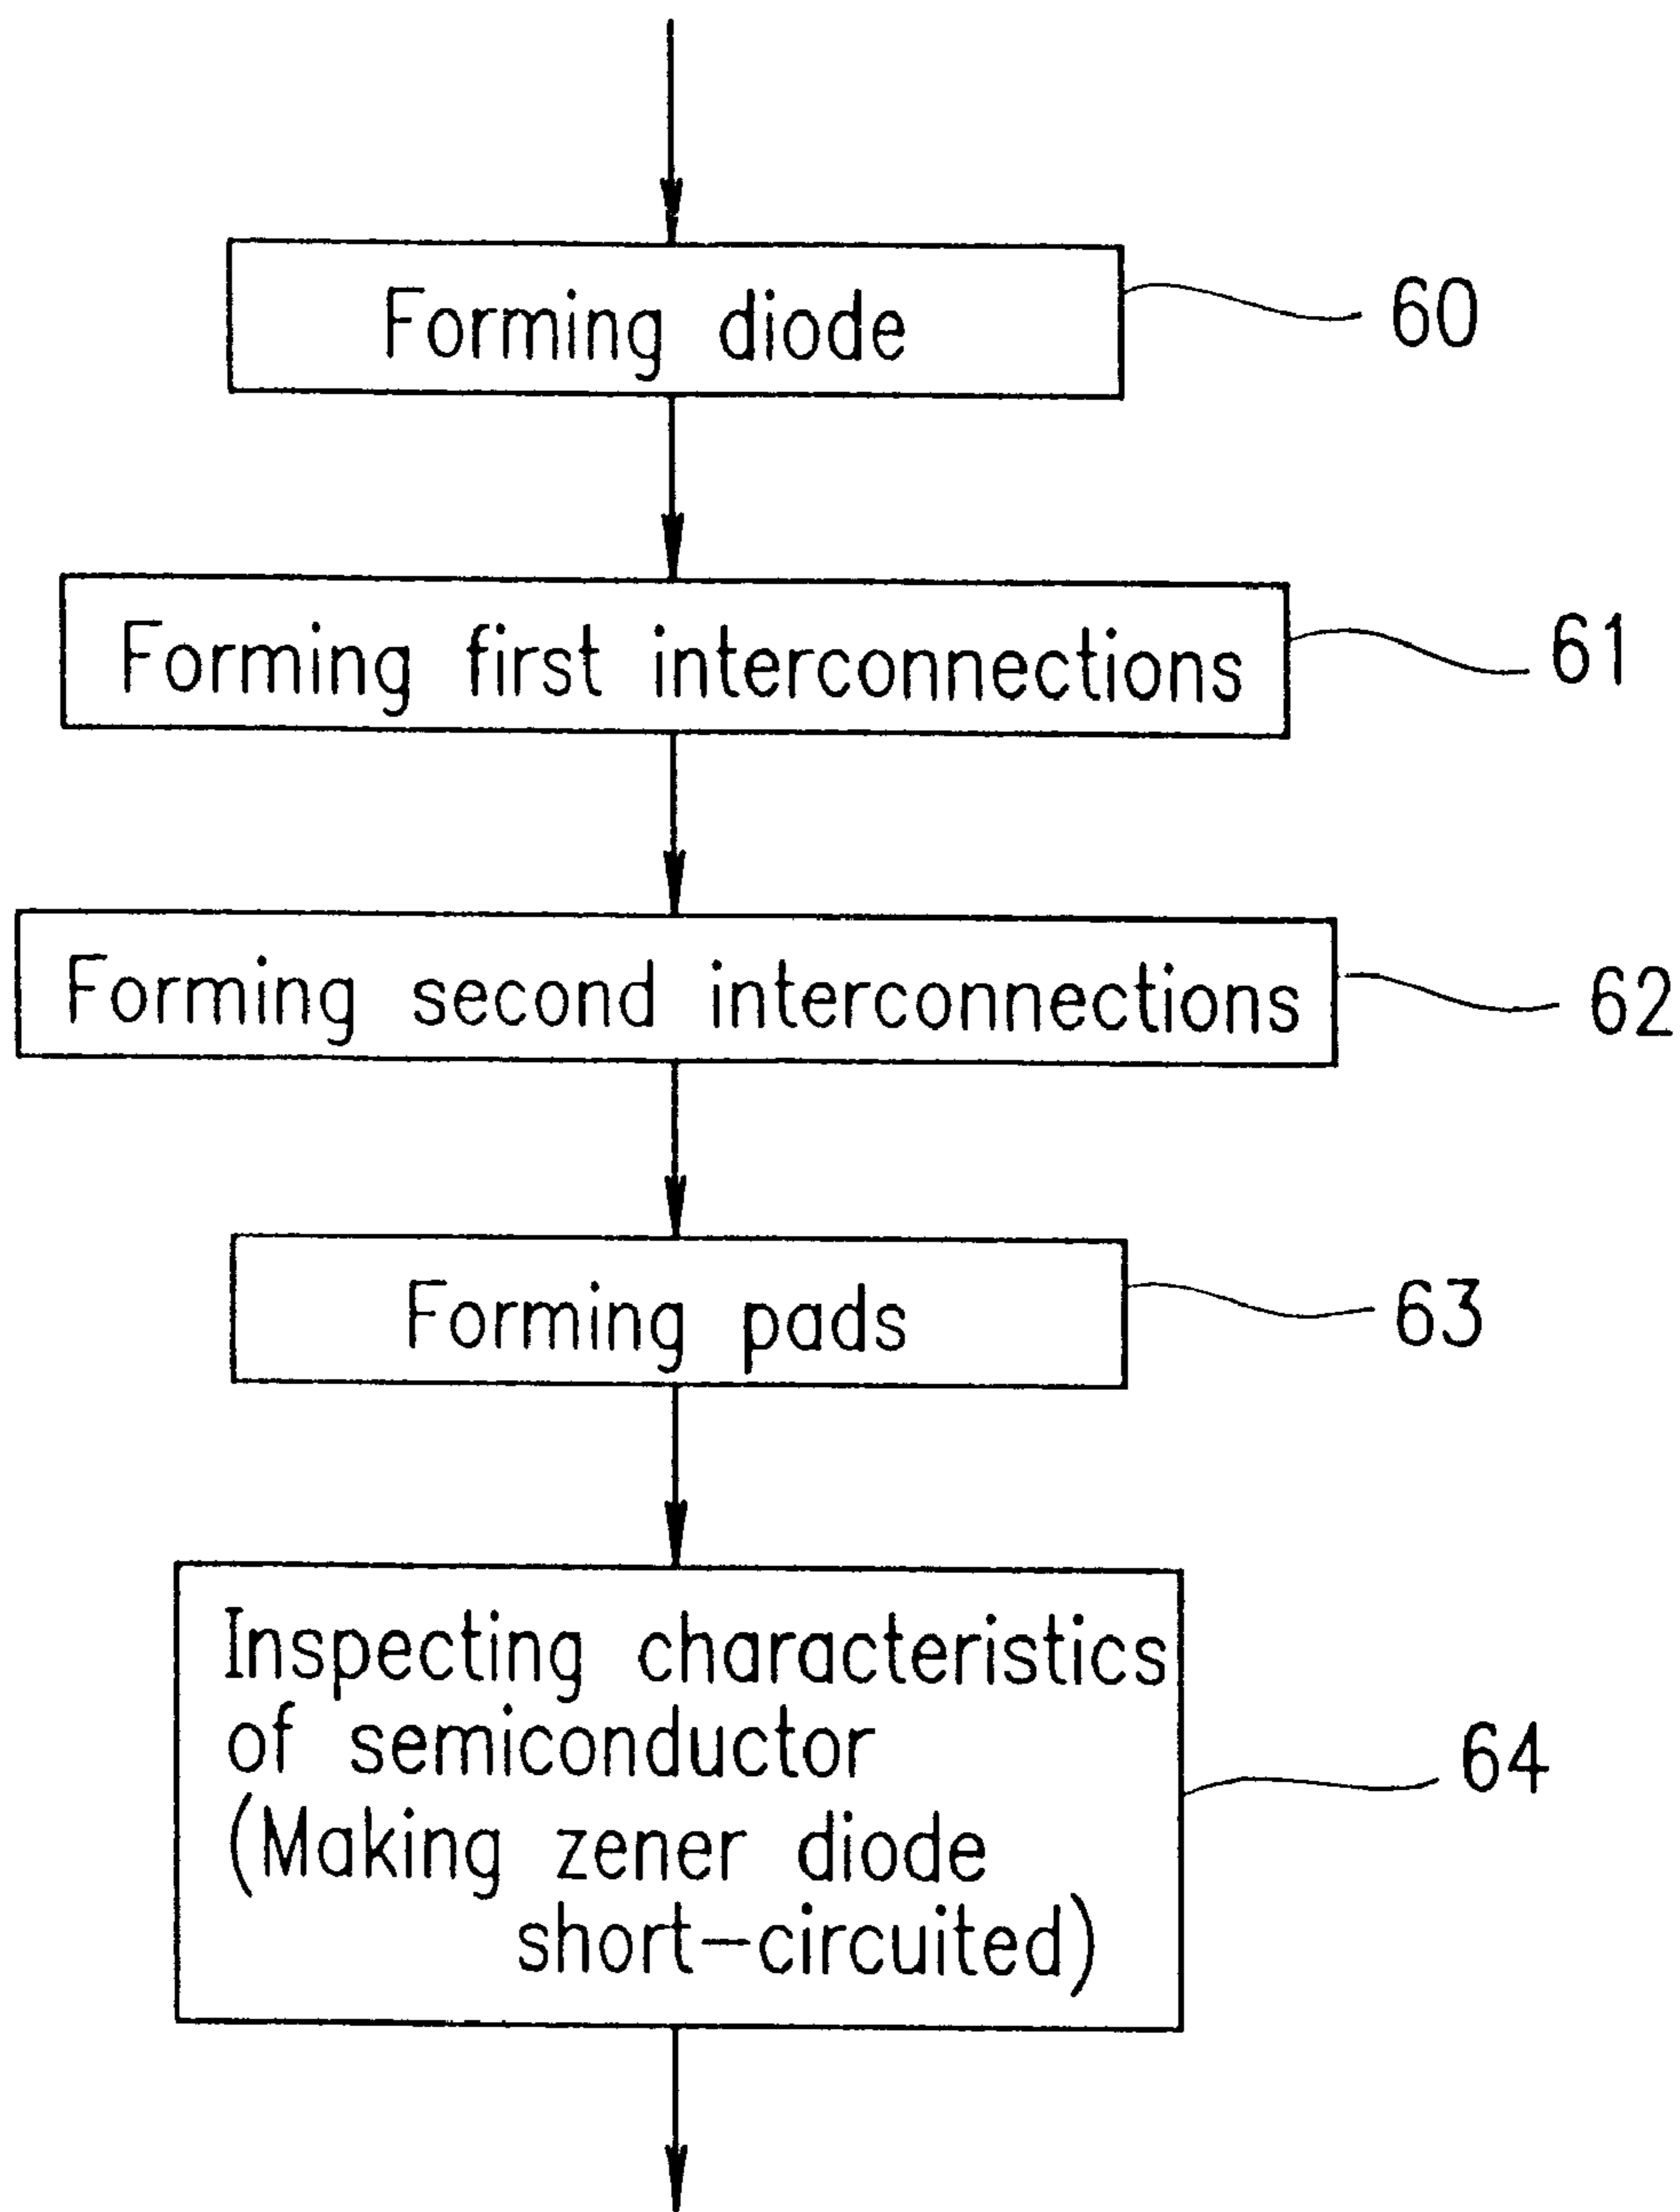 Forming diode
60
Forming first interconnections
61
Forming second interconnections
62
Forming pads
63
Inspecting characteristics
of semiconductor
(Making zener diode
short-circuited)
64